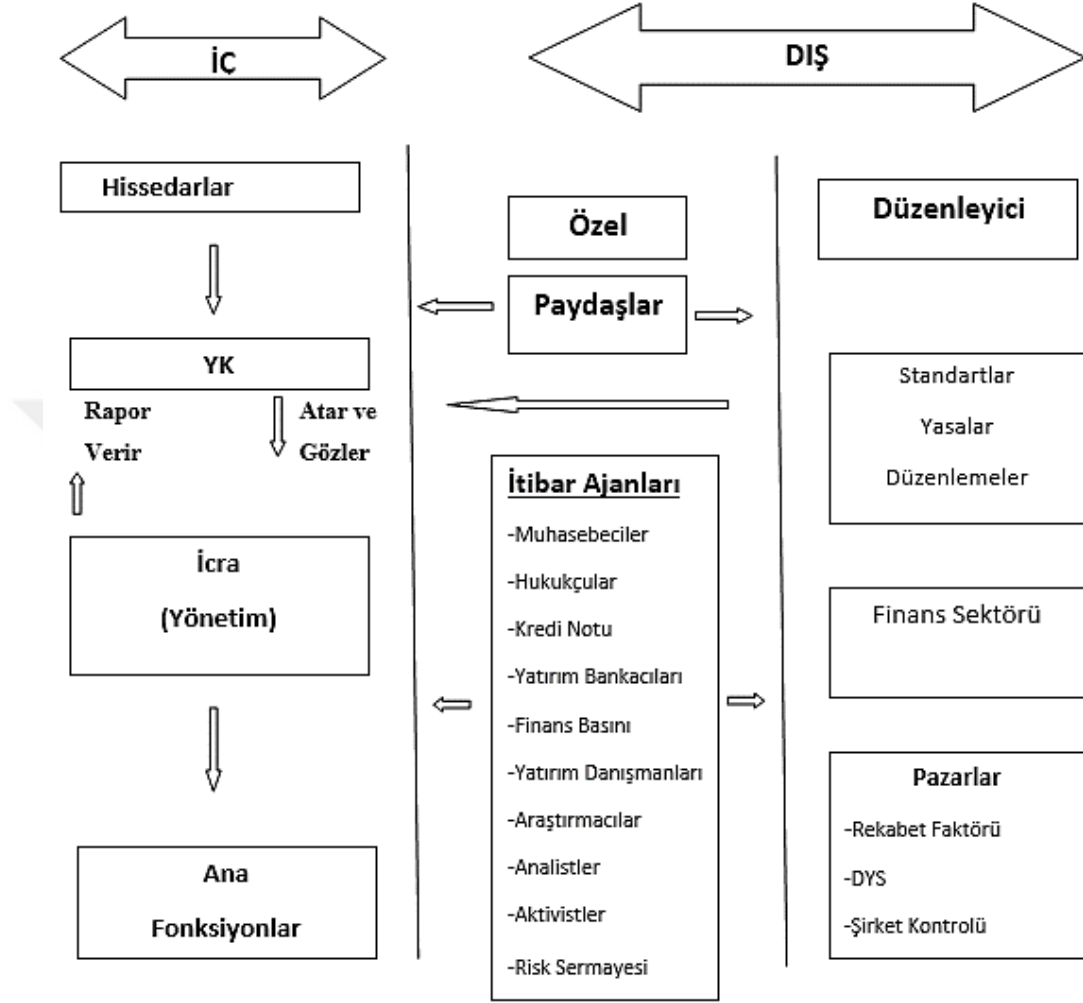 İÇ
DIŞ
Hissedarlar
YK
Rapor
Verir
Atar ve
Gözler
İcra
(Yönetim)
Ana
Fonksiyonlar
Özel
Paydaşlar
İtibar Ajanları
-Muhasebeciler
-Hukukçular
-Kredi Notu
-Yatırım Bankacıları
-Finans Basını
-Yatırım Danışmanları
-Araştırmacılar
-Analistler
-Aktivistler
-Risk Sermayesi
Düzenleyici
Standartlar
Yasalar
Düzenlemeler
Finans Sektörü
Pazarlar
-Rekabet Faktörü
-DYS
-Şirket Kontrolü